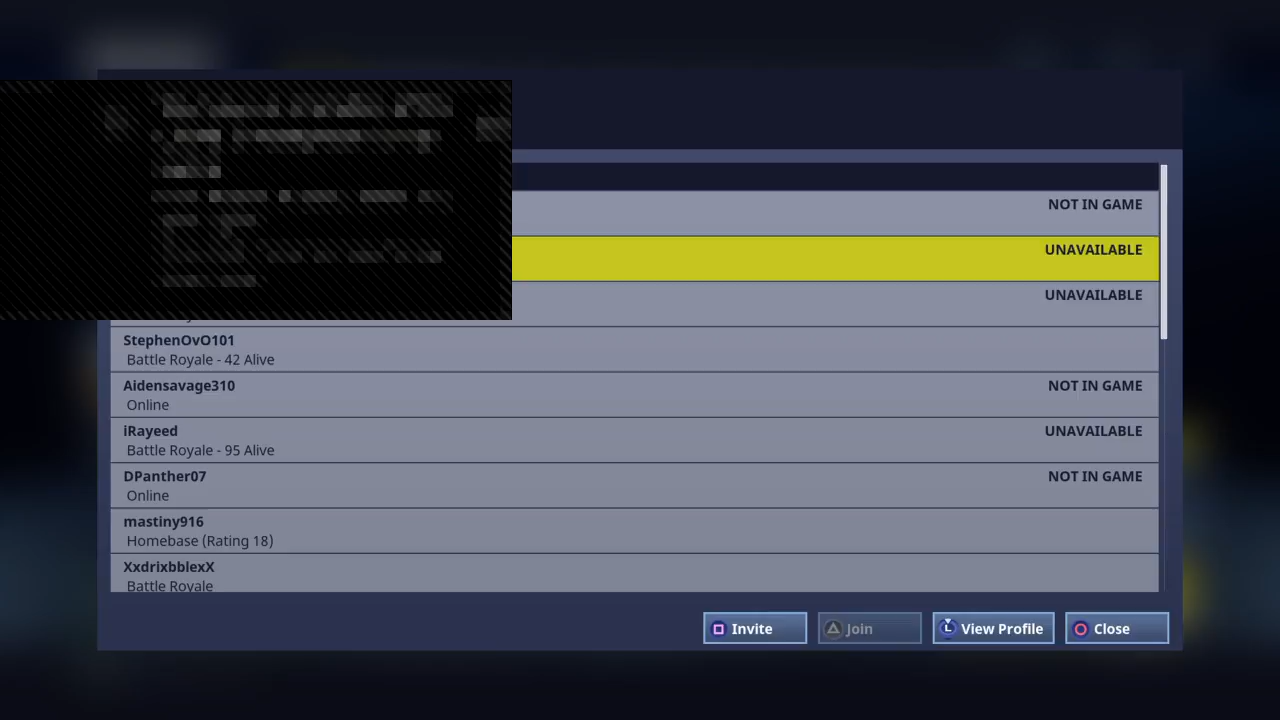 NOT IN GAME
UNAVAILABLE
UNAVAILABLE
StephenOvO101
Battle Royale - 42 Alive
Aidensavage310
Online
NOT IN GAME
iRayeed
Battle Royale - 95 Alive
UNAVAILABLE
DPanther07
Online
NOT IN GAME
mastiny916
Homebase (Rating 18)
XxdrixbblexX
Battle Royale
Invite
Join
View Profile
Close